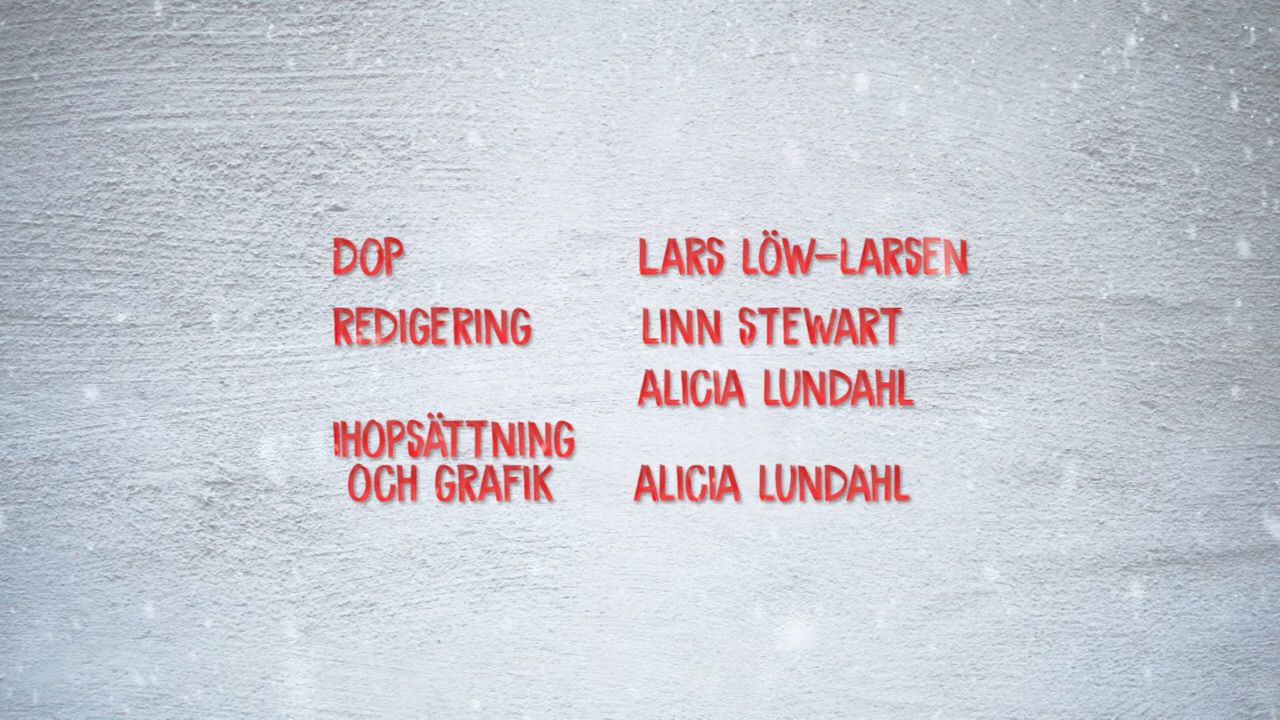 DOP LARS LÖW-LARSEN
REDIGERING LINN STEWART
ALICIA LUNDAHL
IHOPSÄTTNING
OCH GRAFIK ALICIA LUNDAHL